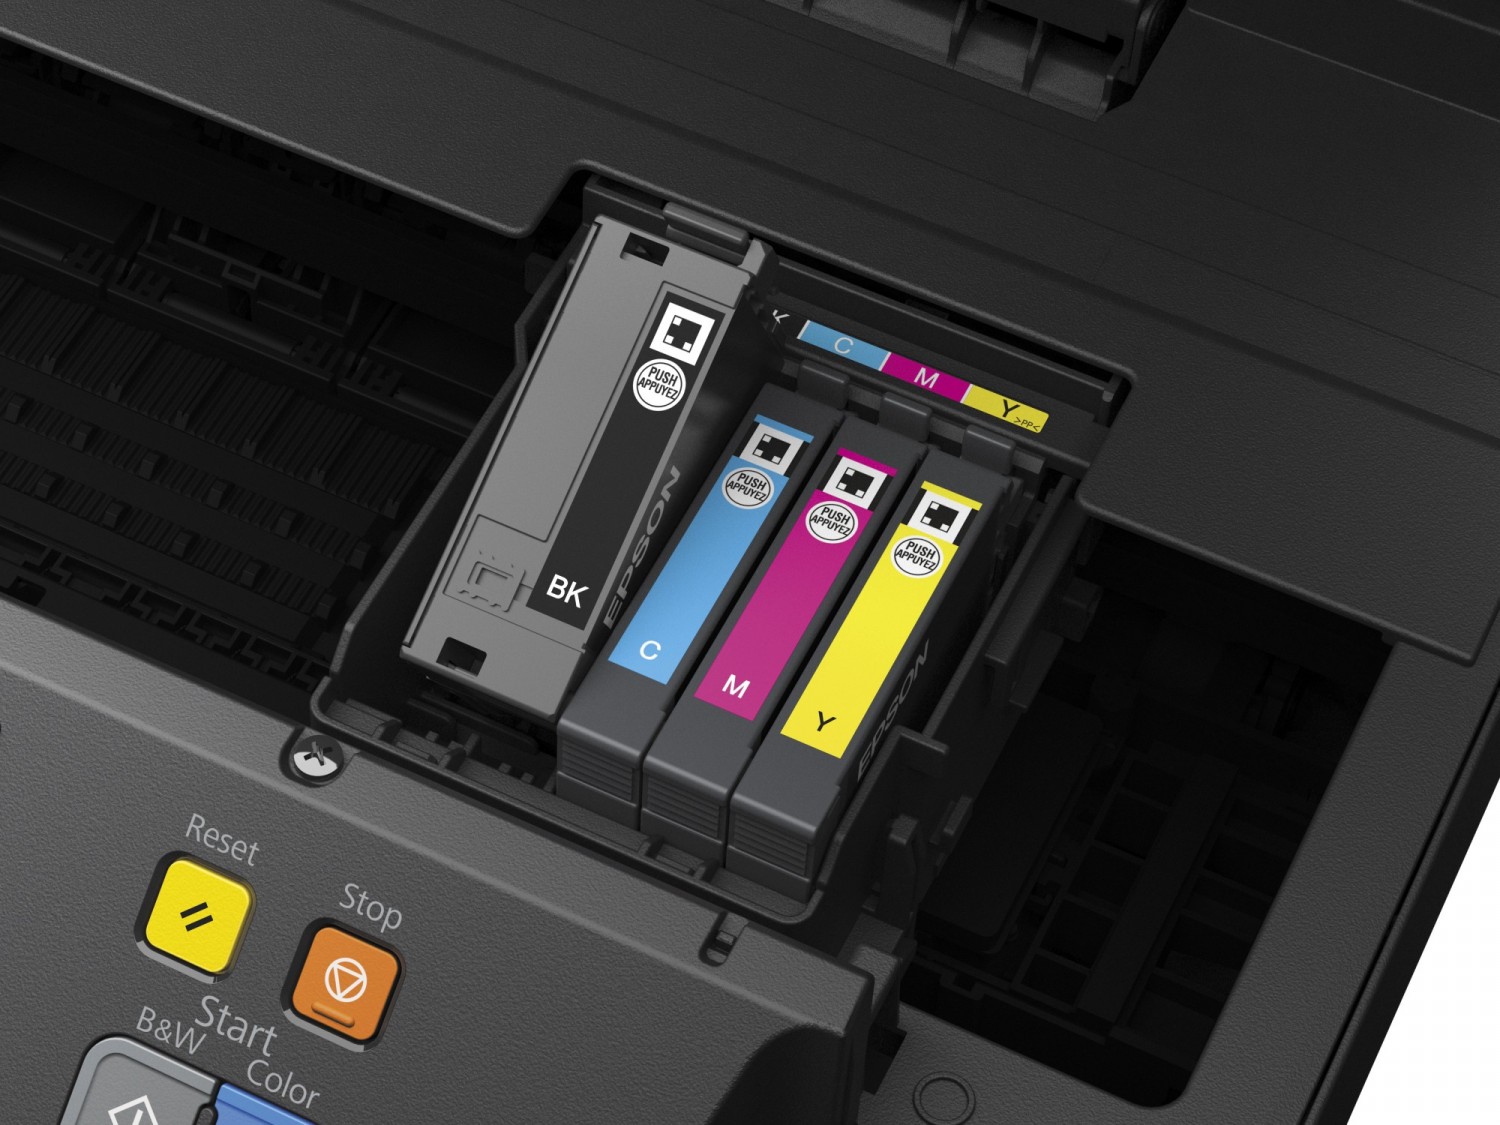 K
C
M
Y
>PP<
PUSH
APPUYEZ
BK
EPSON
PUSH
APPUYEZ
C
PUSH
APPUYEZ
M
PUSH
APPUYEZ
Y
EPSON
Reset
Stop
Start
B&W
Color